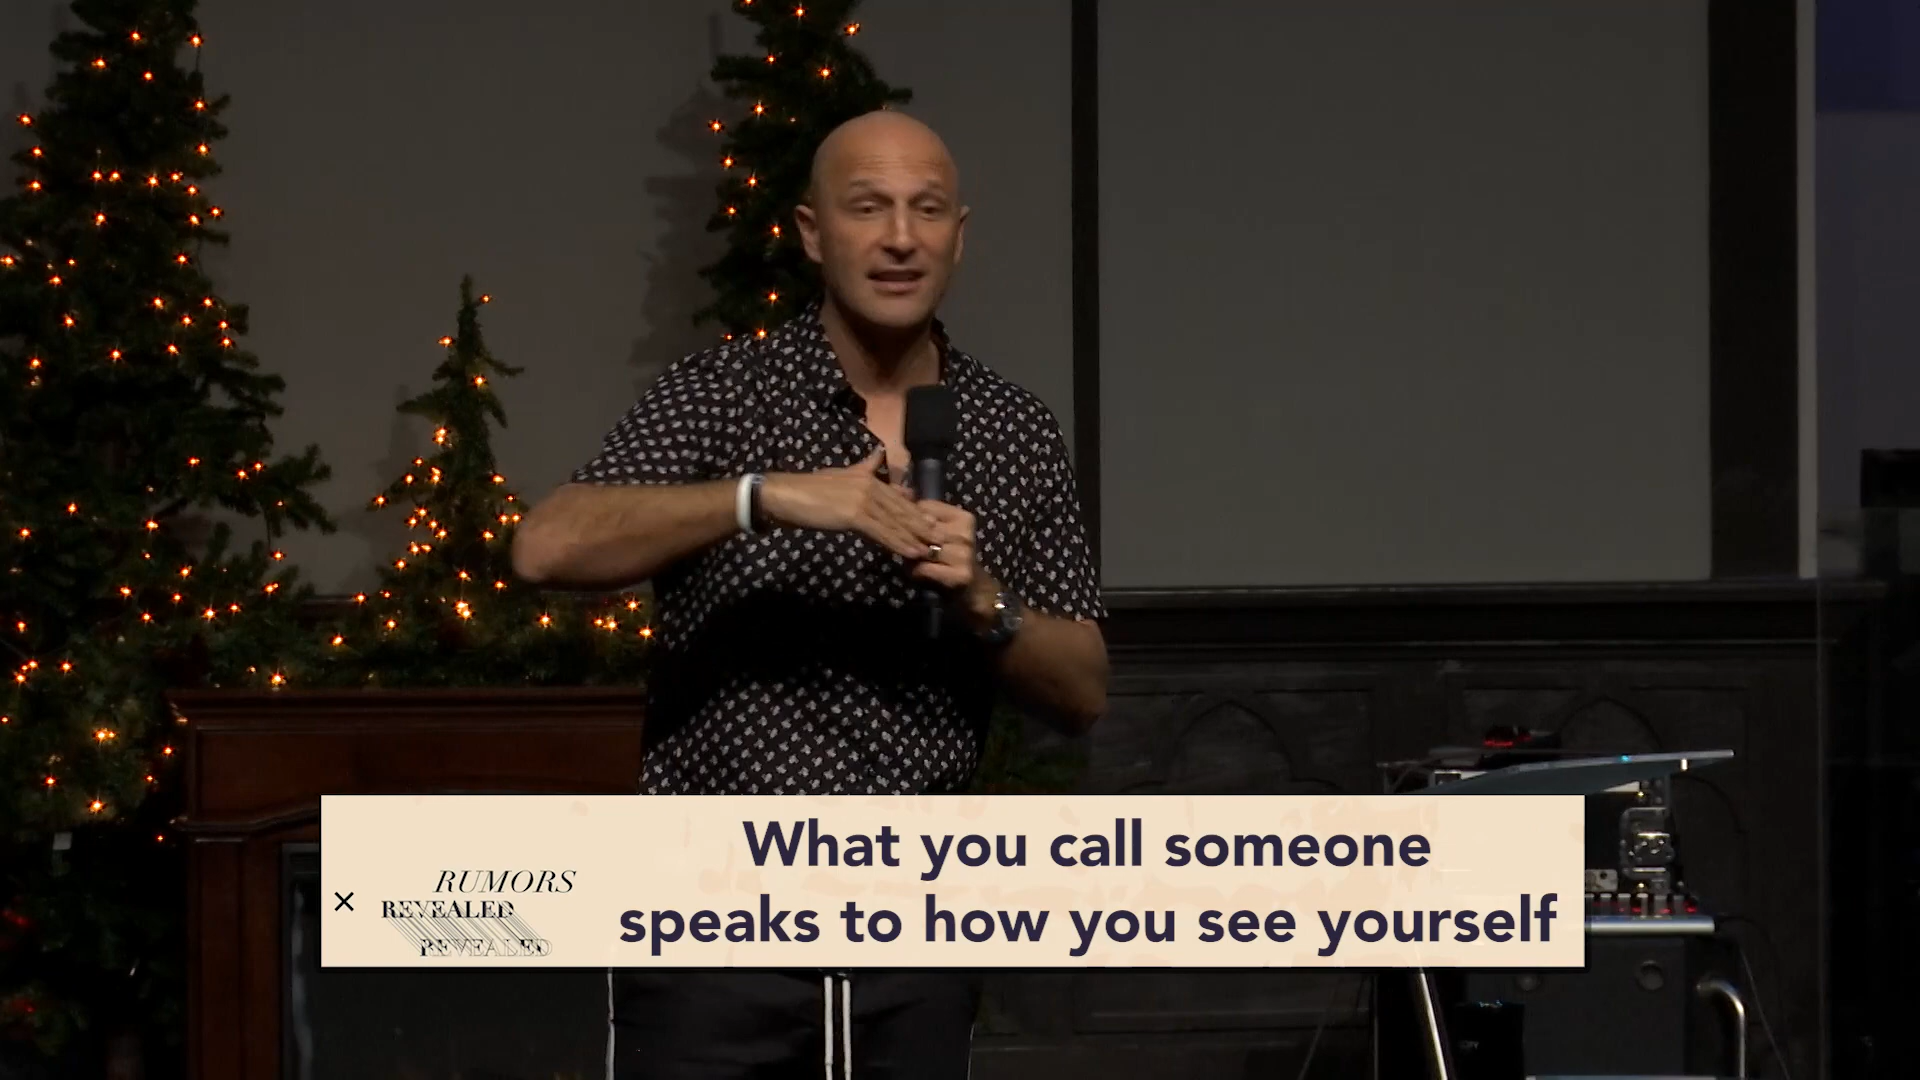 RUMORS
REVEALED
REVEALED
What you call someone
speaks to how you see yourself